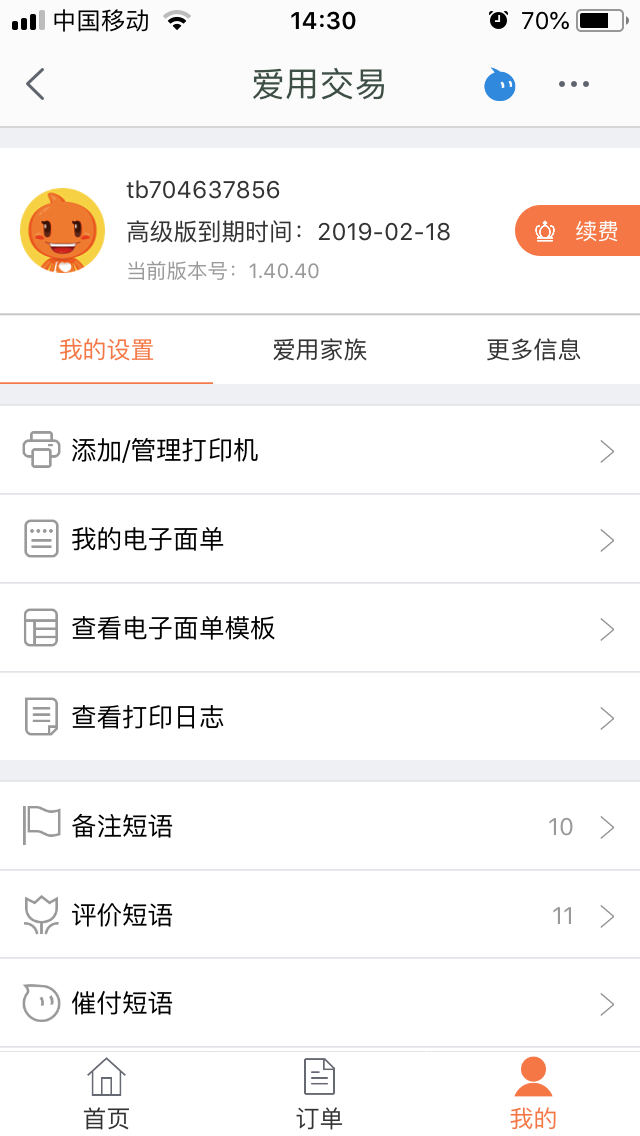 中国移动 14:30 70%
爱用交易
tb704637856
高级版到期时间：2019-02-18
续费
当前版本号：1.40.40
我的设置 爱用家族 更多信息
添加/管理打印机
我的电子面单
查看电子面单模板
查看打印日志
备注短语 10
评价短语 11
催付短语
首页 订单 我的